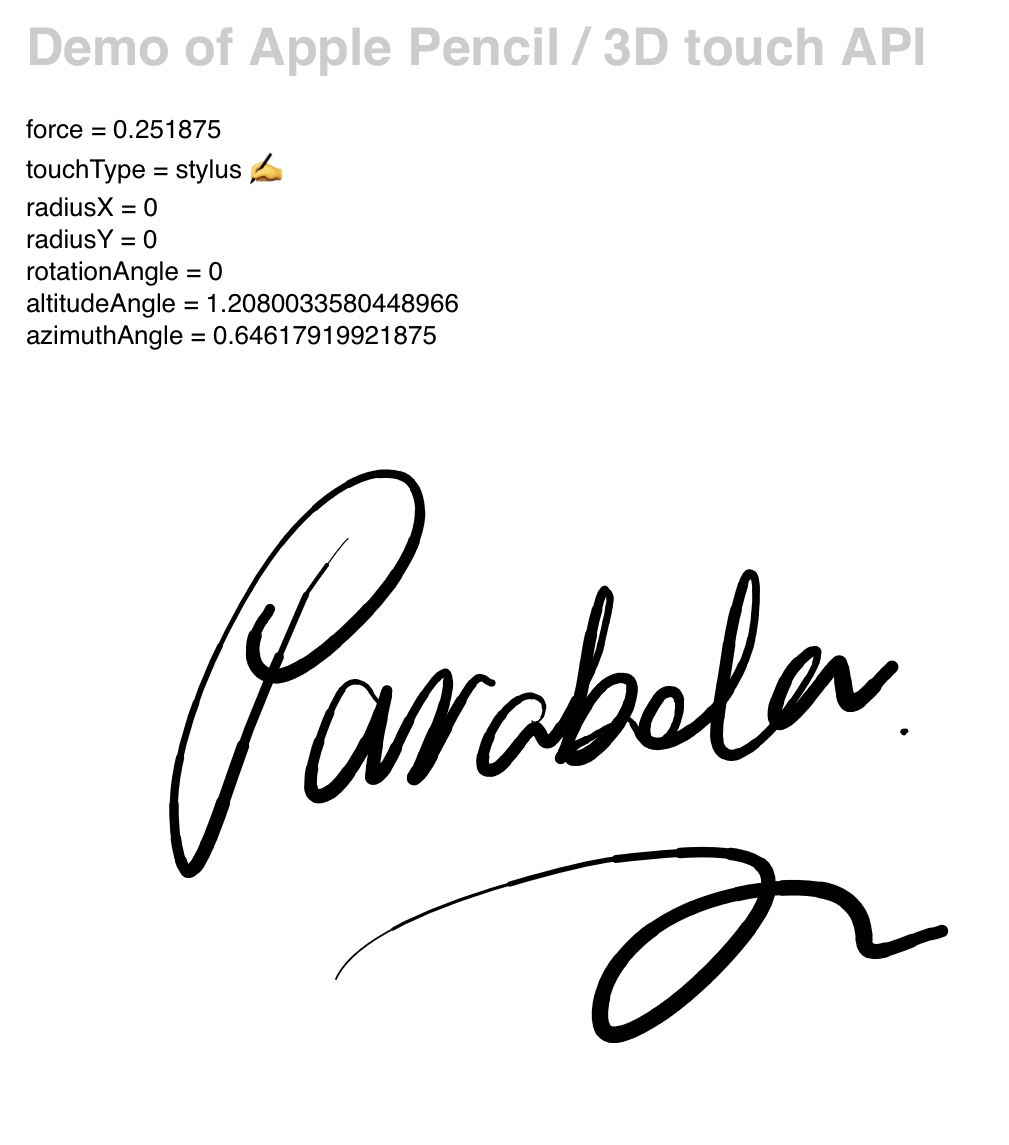 Demo of Apple Pencil / 3D touch API
force = 0.251875
touchType = stylus ✍️
radiusX = 0
radiusY = 0
rotationAngle = 0
altitudeAngle = 1.2080033580448966
azimuthAngle = 0.64617919921875
Parabola.